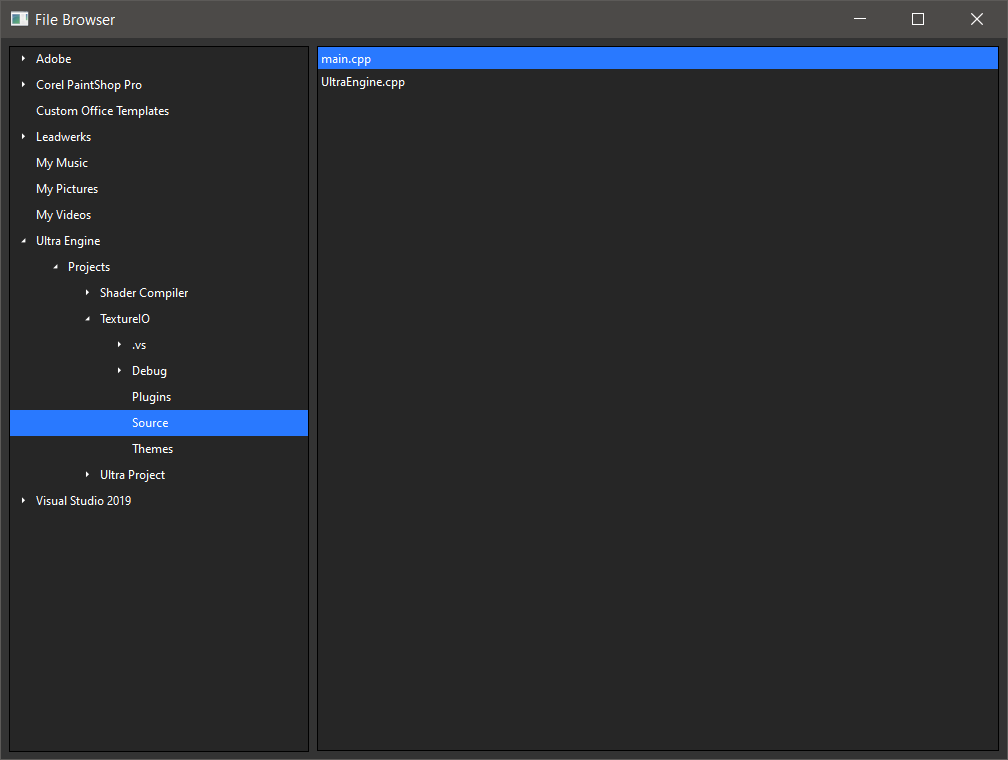 File Browser
Adobe
Corel PaintShop Pro
Custom Office Templates
Leadwerks
My Music
My Pictures
My Videos
Ultra Engine
Projects
Shader Compiler
TextureIO
.vs
Debug
Plugins
Source
Themes
Ultra Project
Visual Studio 2019
main.cpp
UltraEngine.cpp